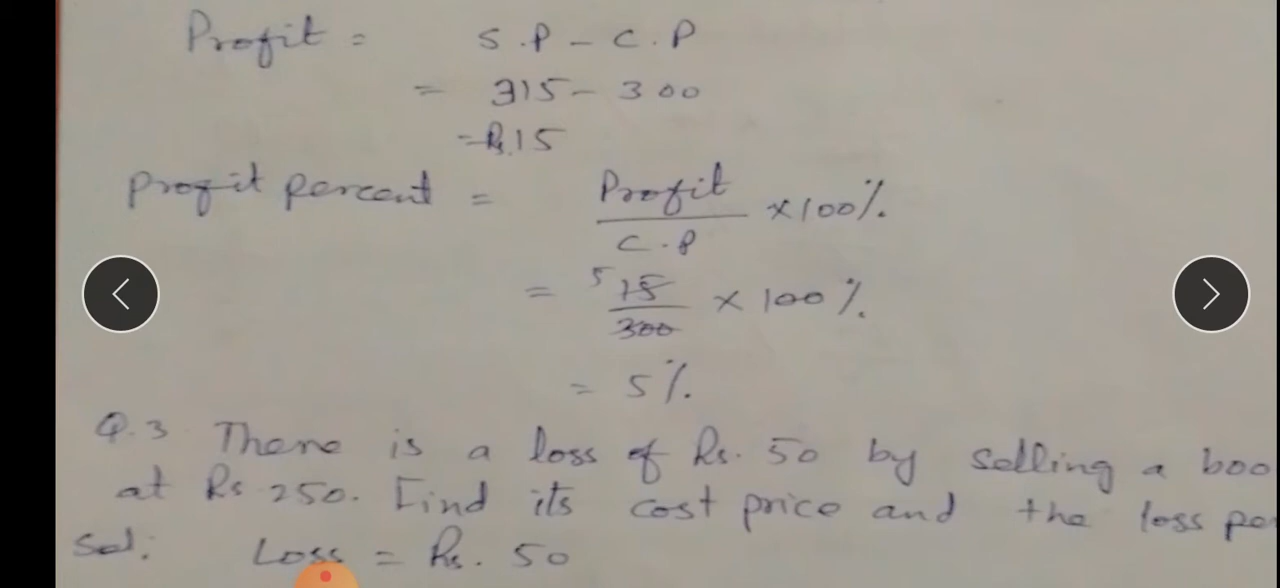 Profit = S.P - C.P
= 315 - 300
= Rs.15
Profit percent = Profit/C.P ×100%.
= 5 15/300 × 100%.
= 5%.
Q.3 There is a loss of Rs. 50 by selling a boo
at Rs 250. Find its cost price and the loss pe
Sol: Loss = Rs. 50